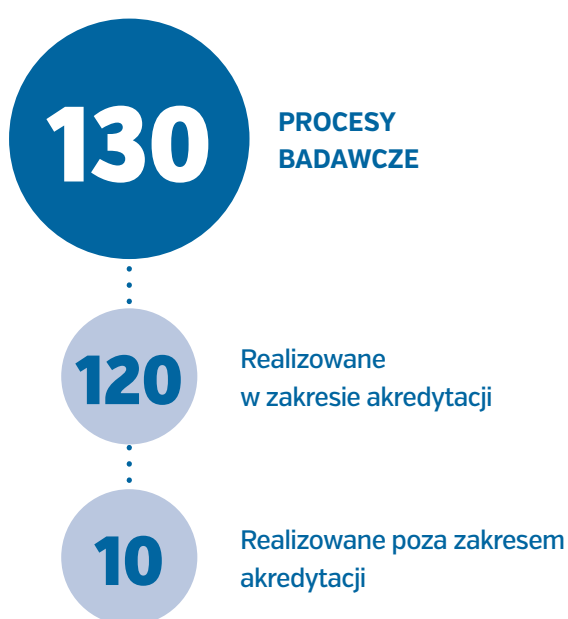 130
PROCESY
BADAWCZE
120
Realizowane
w zakresie akredytacji
10
Realizowane poza zakresem
akredytacji